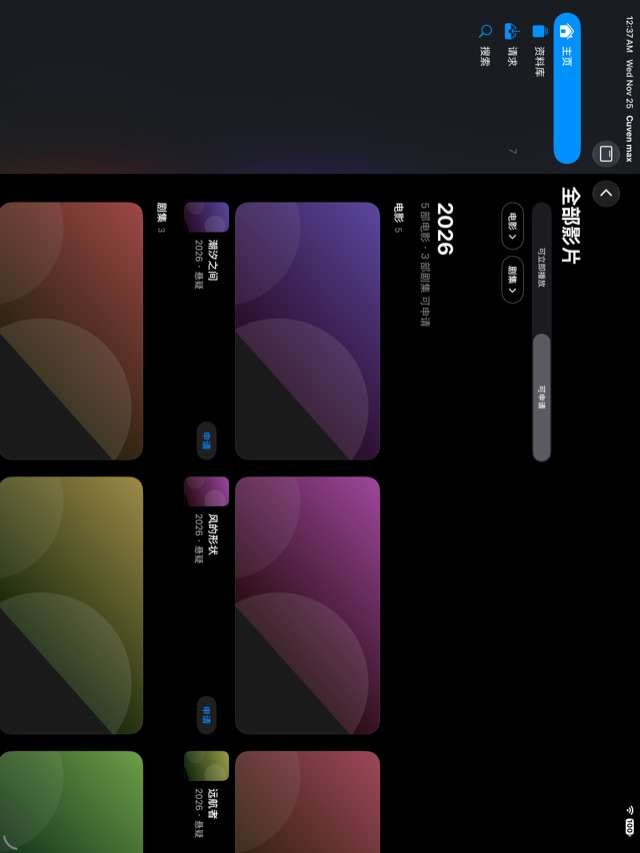 12:37 AM Wed Nov 25 Cuven max
100
主页
资料库
请求 7
搜索
全部影片
可立即播放 可申请
电影 剧集
2026
5 部电影 · 3 部剧集 可申请
电影 5
潮汐之间
2026 · 悬疑
申请
风的形状
2026 · 悬疑
申请
远航者
2026 · 悬疑
剧集 3